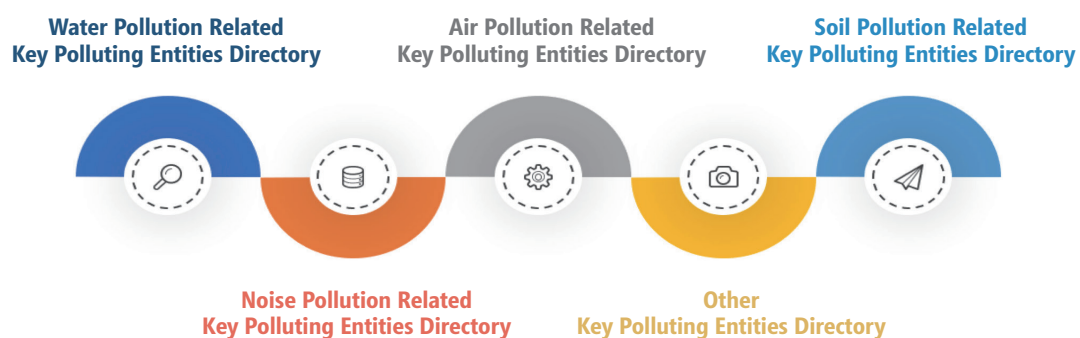 Water Pollution Related
Key Polluting Entities Directory
Air Pollution Related
Key Polluting Entities Directory
Soil Pollution Related
Key Polluting Entities Directory
Noise Pollution Related
Key Polluting Entities Directory
Other
Key Polluting Entities Directory